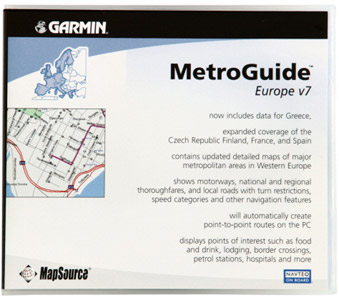 GARMIN
MetroGuide™
Europe v7
now includes data for Greece,
expanded coverage of the
Czech Republic Finland, France, and Spain
contains updated detailed maps of major
metropolitan areas in Western Europe
shows motorways, national and regional
thoroughfares, and local roads with turn restrictions,
speed categories and other navigation features
will automatically create
point-to-point routes on the PC
displays points of interest such as food
and drink, lodging, border crossings,
petrol stations, hospitals and more
MapSource®
NAVTEQ
ON BOARD